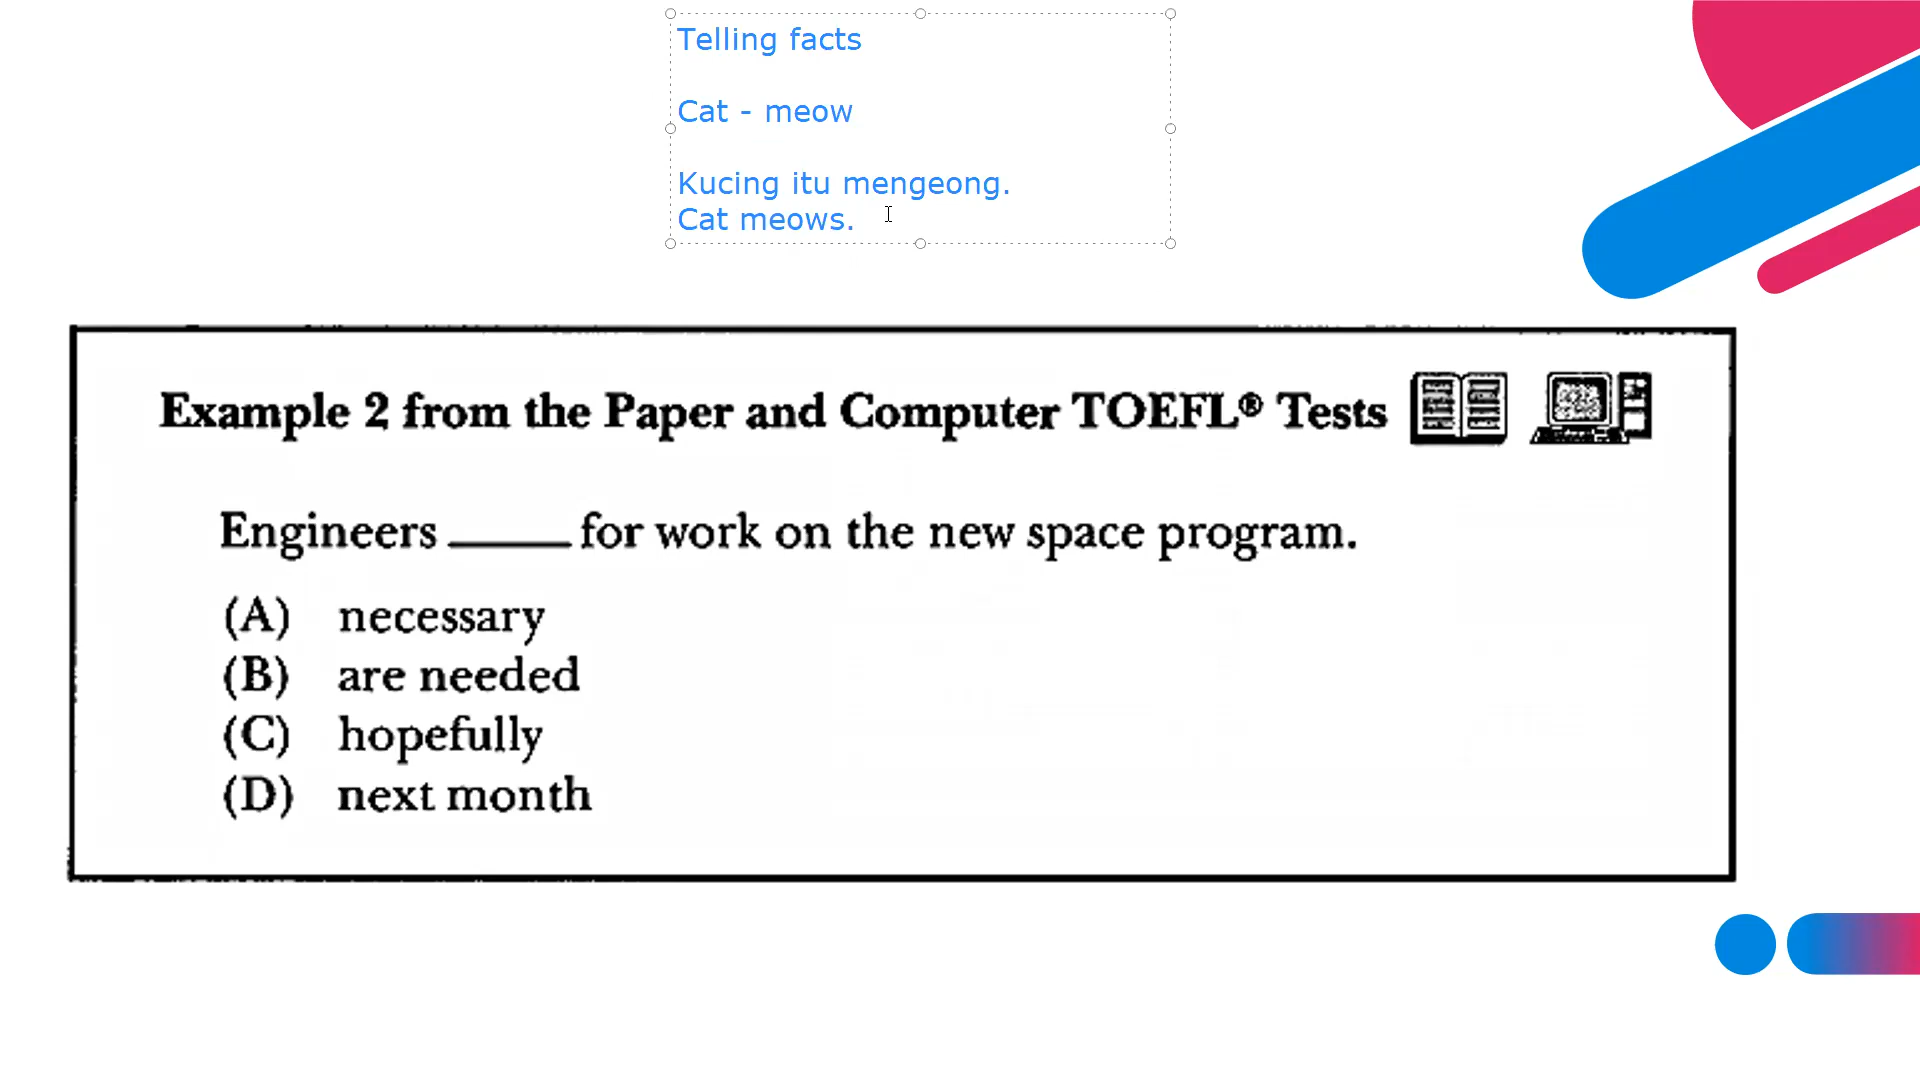 Telling facts
Cat - meow
Kucing itu mengeong.
Cat meows.
Example 2 from the Paper and Computer TOEFL® Tests
Engineers _____ for work on the new space program.
(A) necessary
(B) are needed
(C) hopefully
(D) next month